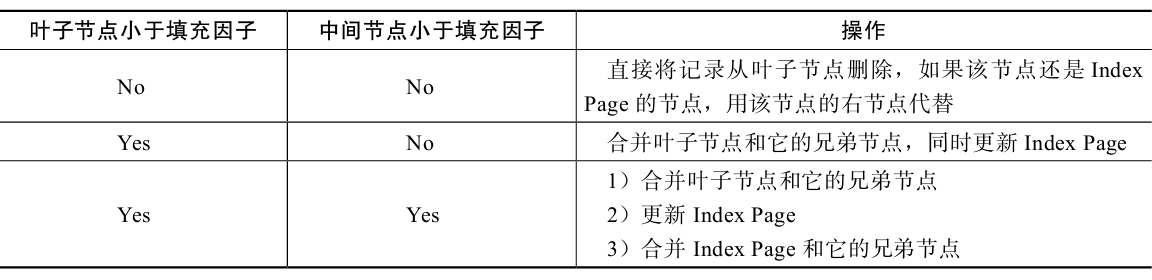 叶子节点小于填充因子 中间节点小于填充因子 操作
No No 直接将记录从叶子节点删除，如果该节点还是 Index
Page 的节点，用该节点的右节点代替
Yes No 合并叶子节点和它的兄弟节点，同时更新 Index Page
1）合并叶子节点和它的兄弟节点
Yes Yes 2）更新 Index Page
3）合并 Index Page 和它的兄弟节点